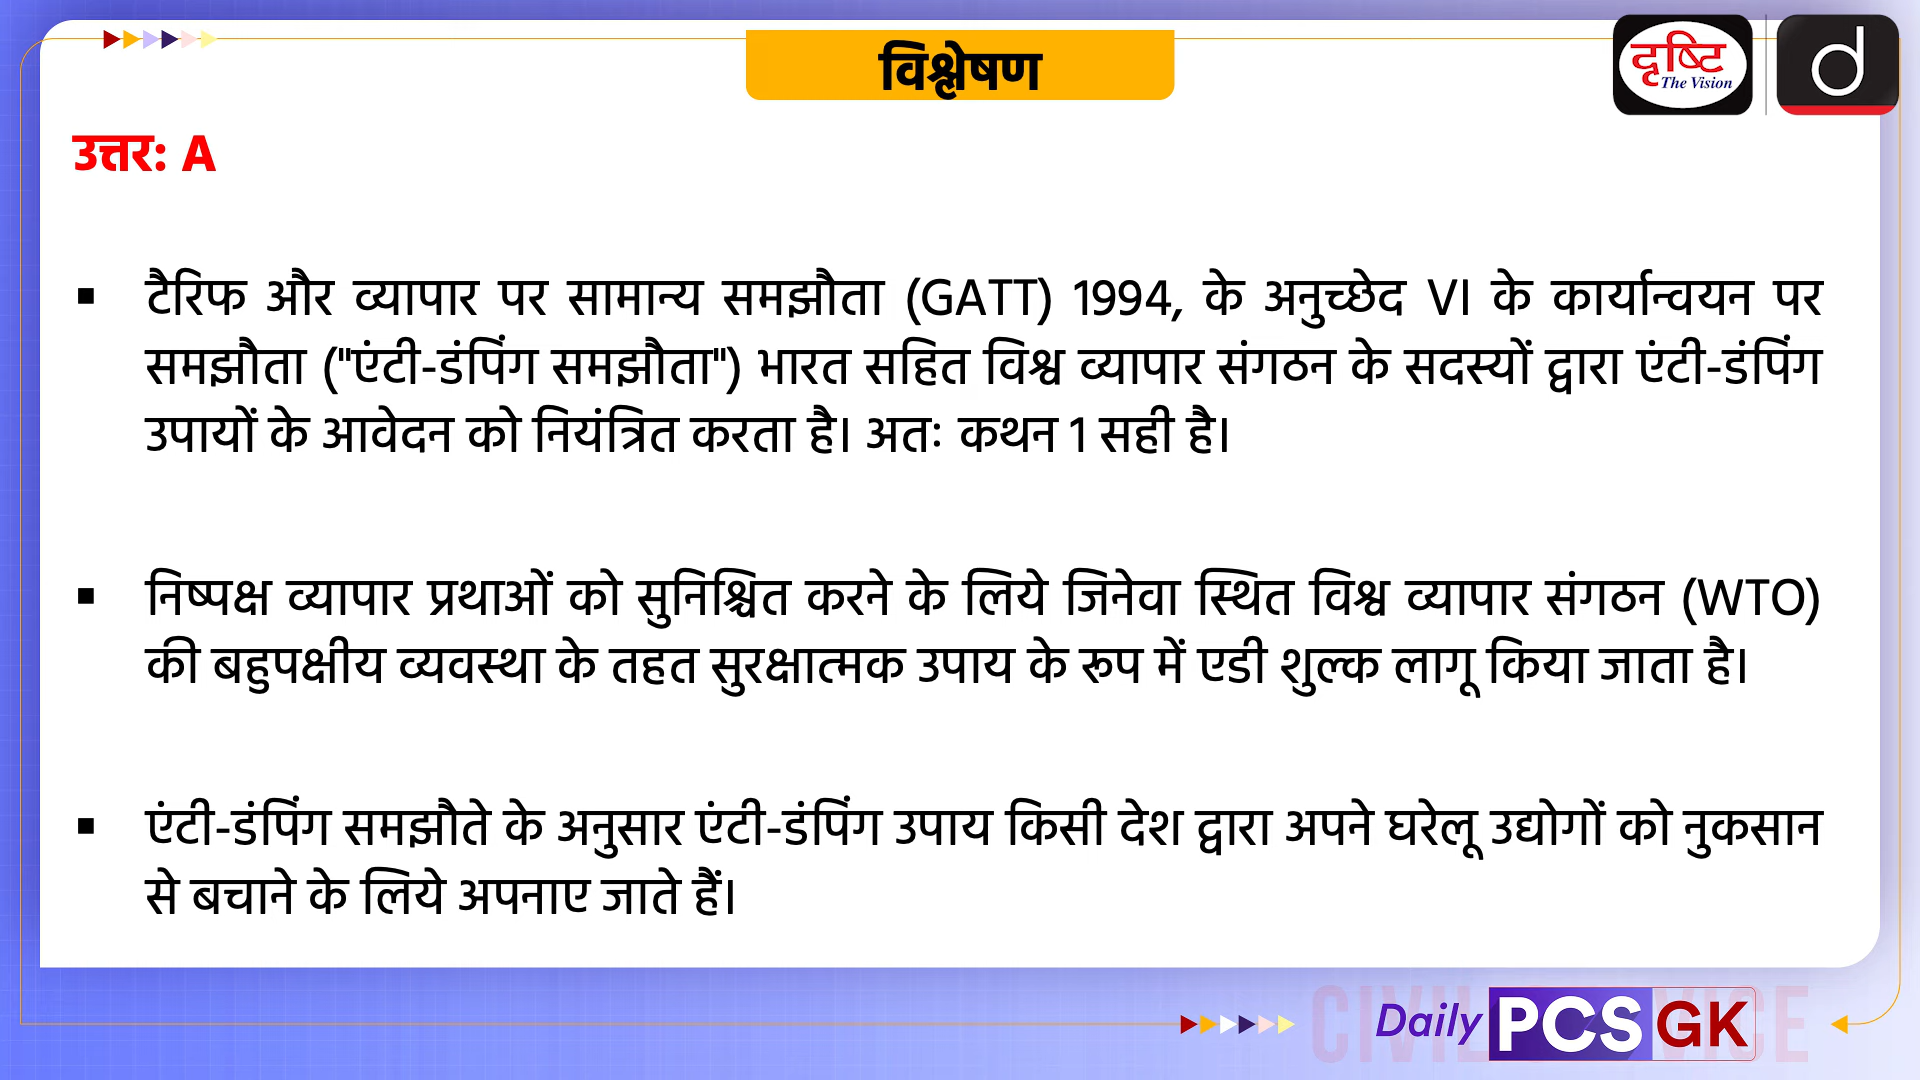 विश्लेषण
दृष्टि
The Vision
d
उत्तर: A
▪ टैरिफ और व्यापार पर सामान्य समझौता (GATT) 1994, के अनुच्छेद VI के कार्यान्वयन पर
समझौता ("एंटी-डंपिंग समझौता") भारत सहित विश्व व्यापार संगठन के सदस्यों द्वारा एंटी-डंपिंग
उपायों के आवेदन को नियंत्रित करता है। अतः कथन 1 सही है।
▪ निष्पक्ष व्यापार प्रथाओं को सुनिश्चित करने के लिये जिनेवा स्थित विश्व व्यापार संगठन (WTO)
की बहुपक्षीय व्यवस्था के तहत सुरक्षात्मक उपाय के रूप में एडी शुल्क लागू किया जाता है।
▪ एंटी-डंपिंग समझौते के अनुसार एंटी-डंपिंग उपाय किसी देश द्वारा अपने घरेलू उद्योगों को नुकसान
से बचाने के लिये अपनाए जाते हैं।
Daily PCS GK